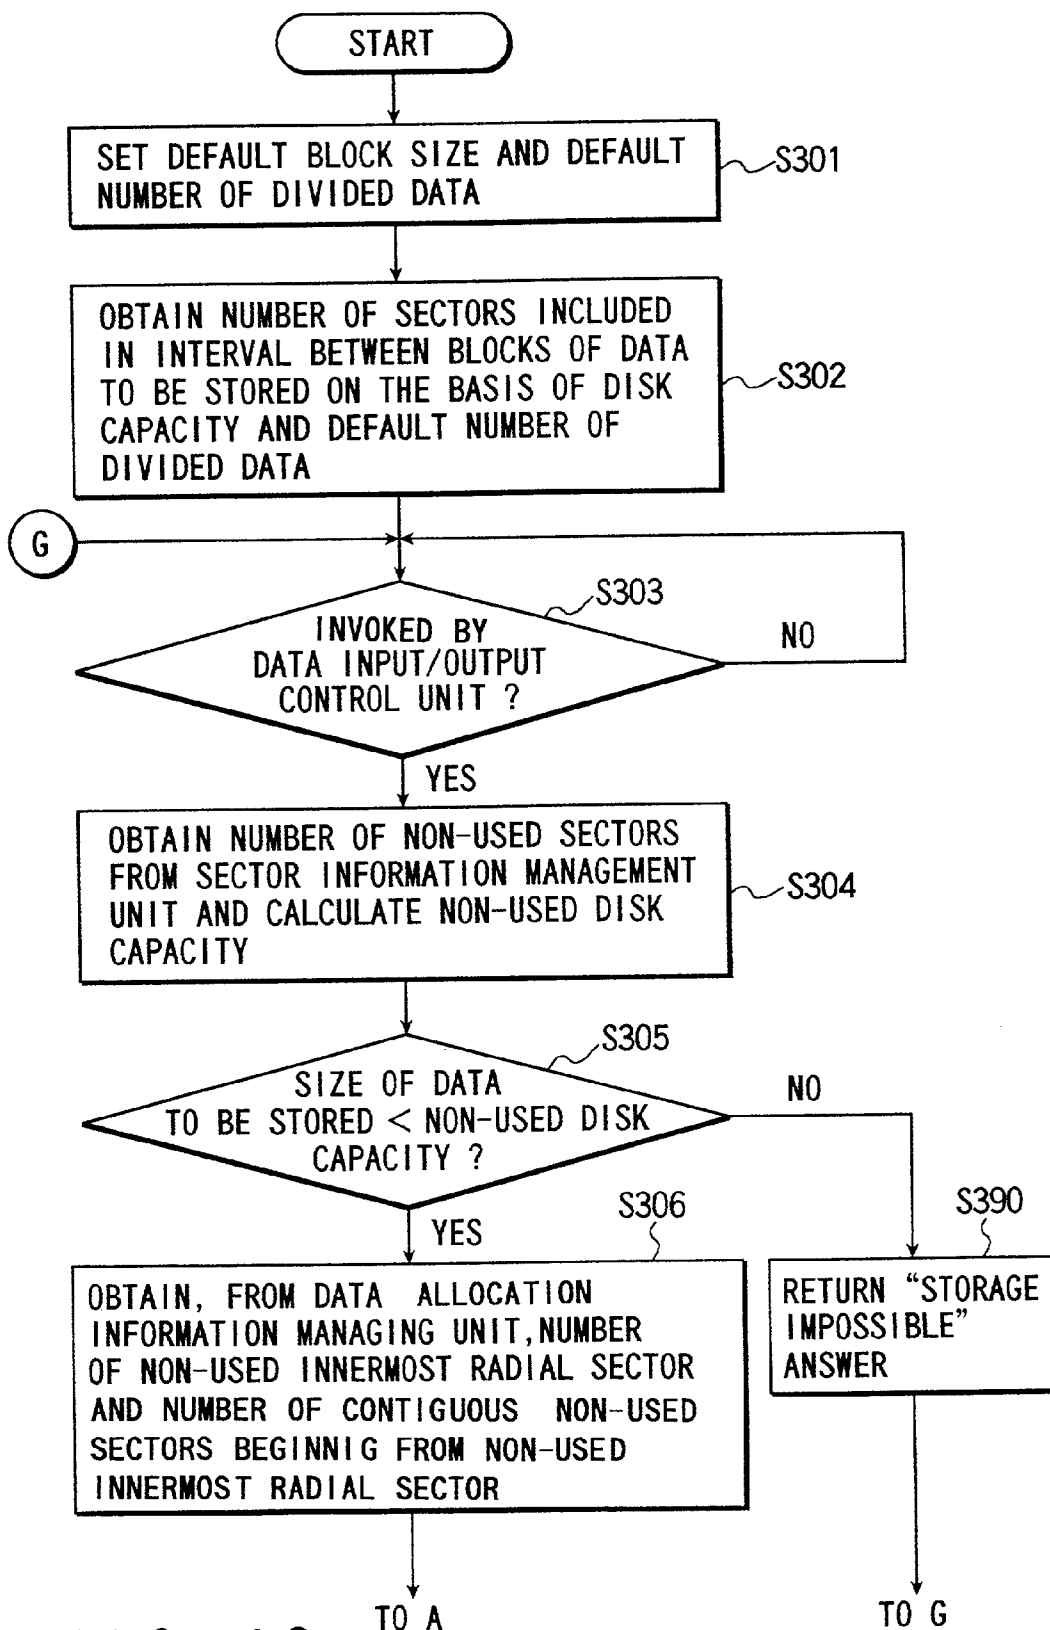 START
SET DEFAULT BLOCK SIZE AND DEFAULT
NUMBER OF DIVIDED DATA
S301
OBTAIN NUMBER OF SECTORS INCLUDED
IN INTERVAL BETWEEN BLOCKS OF DATA
TO BE STORED ON THE BASIS OF DISK
CAPACITY AND DEFAULT NUMBER OF
DIVIDED DATA
S302
G
S303
INVOKED BY
DATA INPUT/OUTPUT
CONTROL UNIT ?
NO
YES
OBTAIN NUMBER OF NON-USED SECTORS
FROM SECTOR INFORMATION MANAGEMENT
UNIT AND CALCULATE NON-USED DISK
CAPACITY
S304
S305
SIZE OF DATA
TO BE STORED < NON-USED DISK
CAPACITY ?
NO
YES
S306
OBTAIN, FROM DATA ALLOCATION
INFORMATION MANAGING UNIT, NUMBER
OF NON-USED INNERMOST RADIAL SECTOR
AND NUMBER OF CONTIGUOUS NON-USED
SECTORS BEGINNIG FROM NON-USED
INNERMOST RADIAL SECTOR
S390
RETURN “STORAGE
IMPOSSIBLE”
ANSWER
TO A
TO G